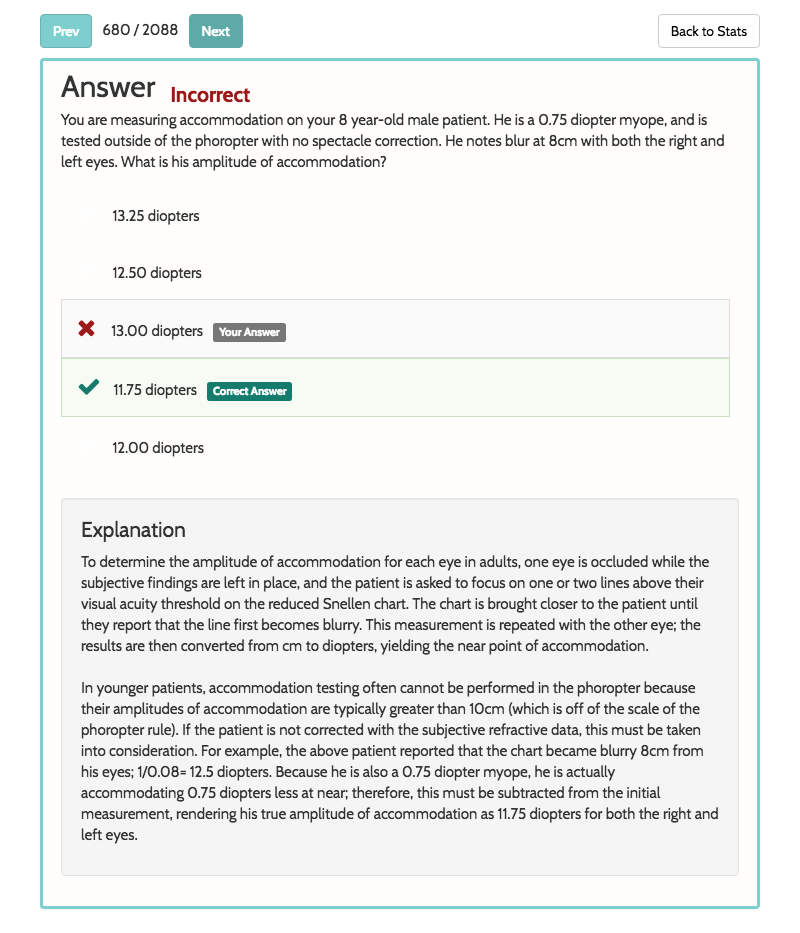 Prev 680 / 2088 Next Back to Stats
Answer Incorrect
You are measuring accommodation on your 8 year-old male patient. He is a 0.75 diopter myope, and is
tested outside of the phoropter with no spectacle correction. He notes blur at 8cm with both the right and
left eyes. What is his amplitude of accommodation?
13.25 diopters
12.50 diopters
13.00 diopters Your Answer
11.75 diopters Correct Answer
12.00 diopters
Explanation
To determine the amplitude of accommodation for each eye in adults, one eye is occluded while the
subjective findings are left in place, and the patient is asked to focus on one or two lines above their
visual acuity threshold on the reduced Snellen chart. The chart is brought closer to the patient until
they report that the line first becomes blurry. This measurement is repeated with the other eye; the
results are then converted from cm to diopters, yielding the near point of accommodation.
In younger patients, accommodation testing often cannot be performed in the phoropter because
their amplitudes of accommodation are typically greater than 10cm (which is off of the scale of the
phoropter rule). If the patient is not corrected with the subjective refractive data, this must be taken
into consideration. For example, the above patient reported that the chart became blurry 8cm from
his eyes; 1/0.08= 12.5 diopters. Because he is also a 0.75 diopter myope, he is actually
accommodating 0.75 diopters less at near; therefore, this must be subtracted from the initial
measurement, rendering his true amplitude of accommodation as 11.75 diopters for both the right and
left eyes.